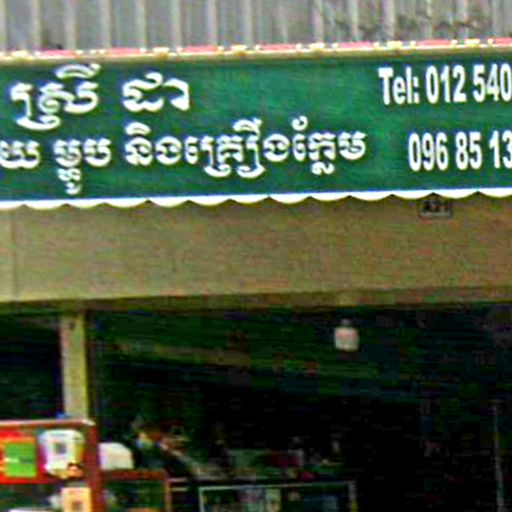 ស្រី ដា
Tel: 012 540
យ ម្ហូប និងគ្រឿងក្លែម
096 85 13